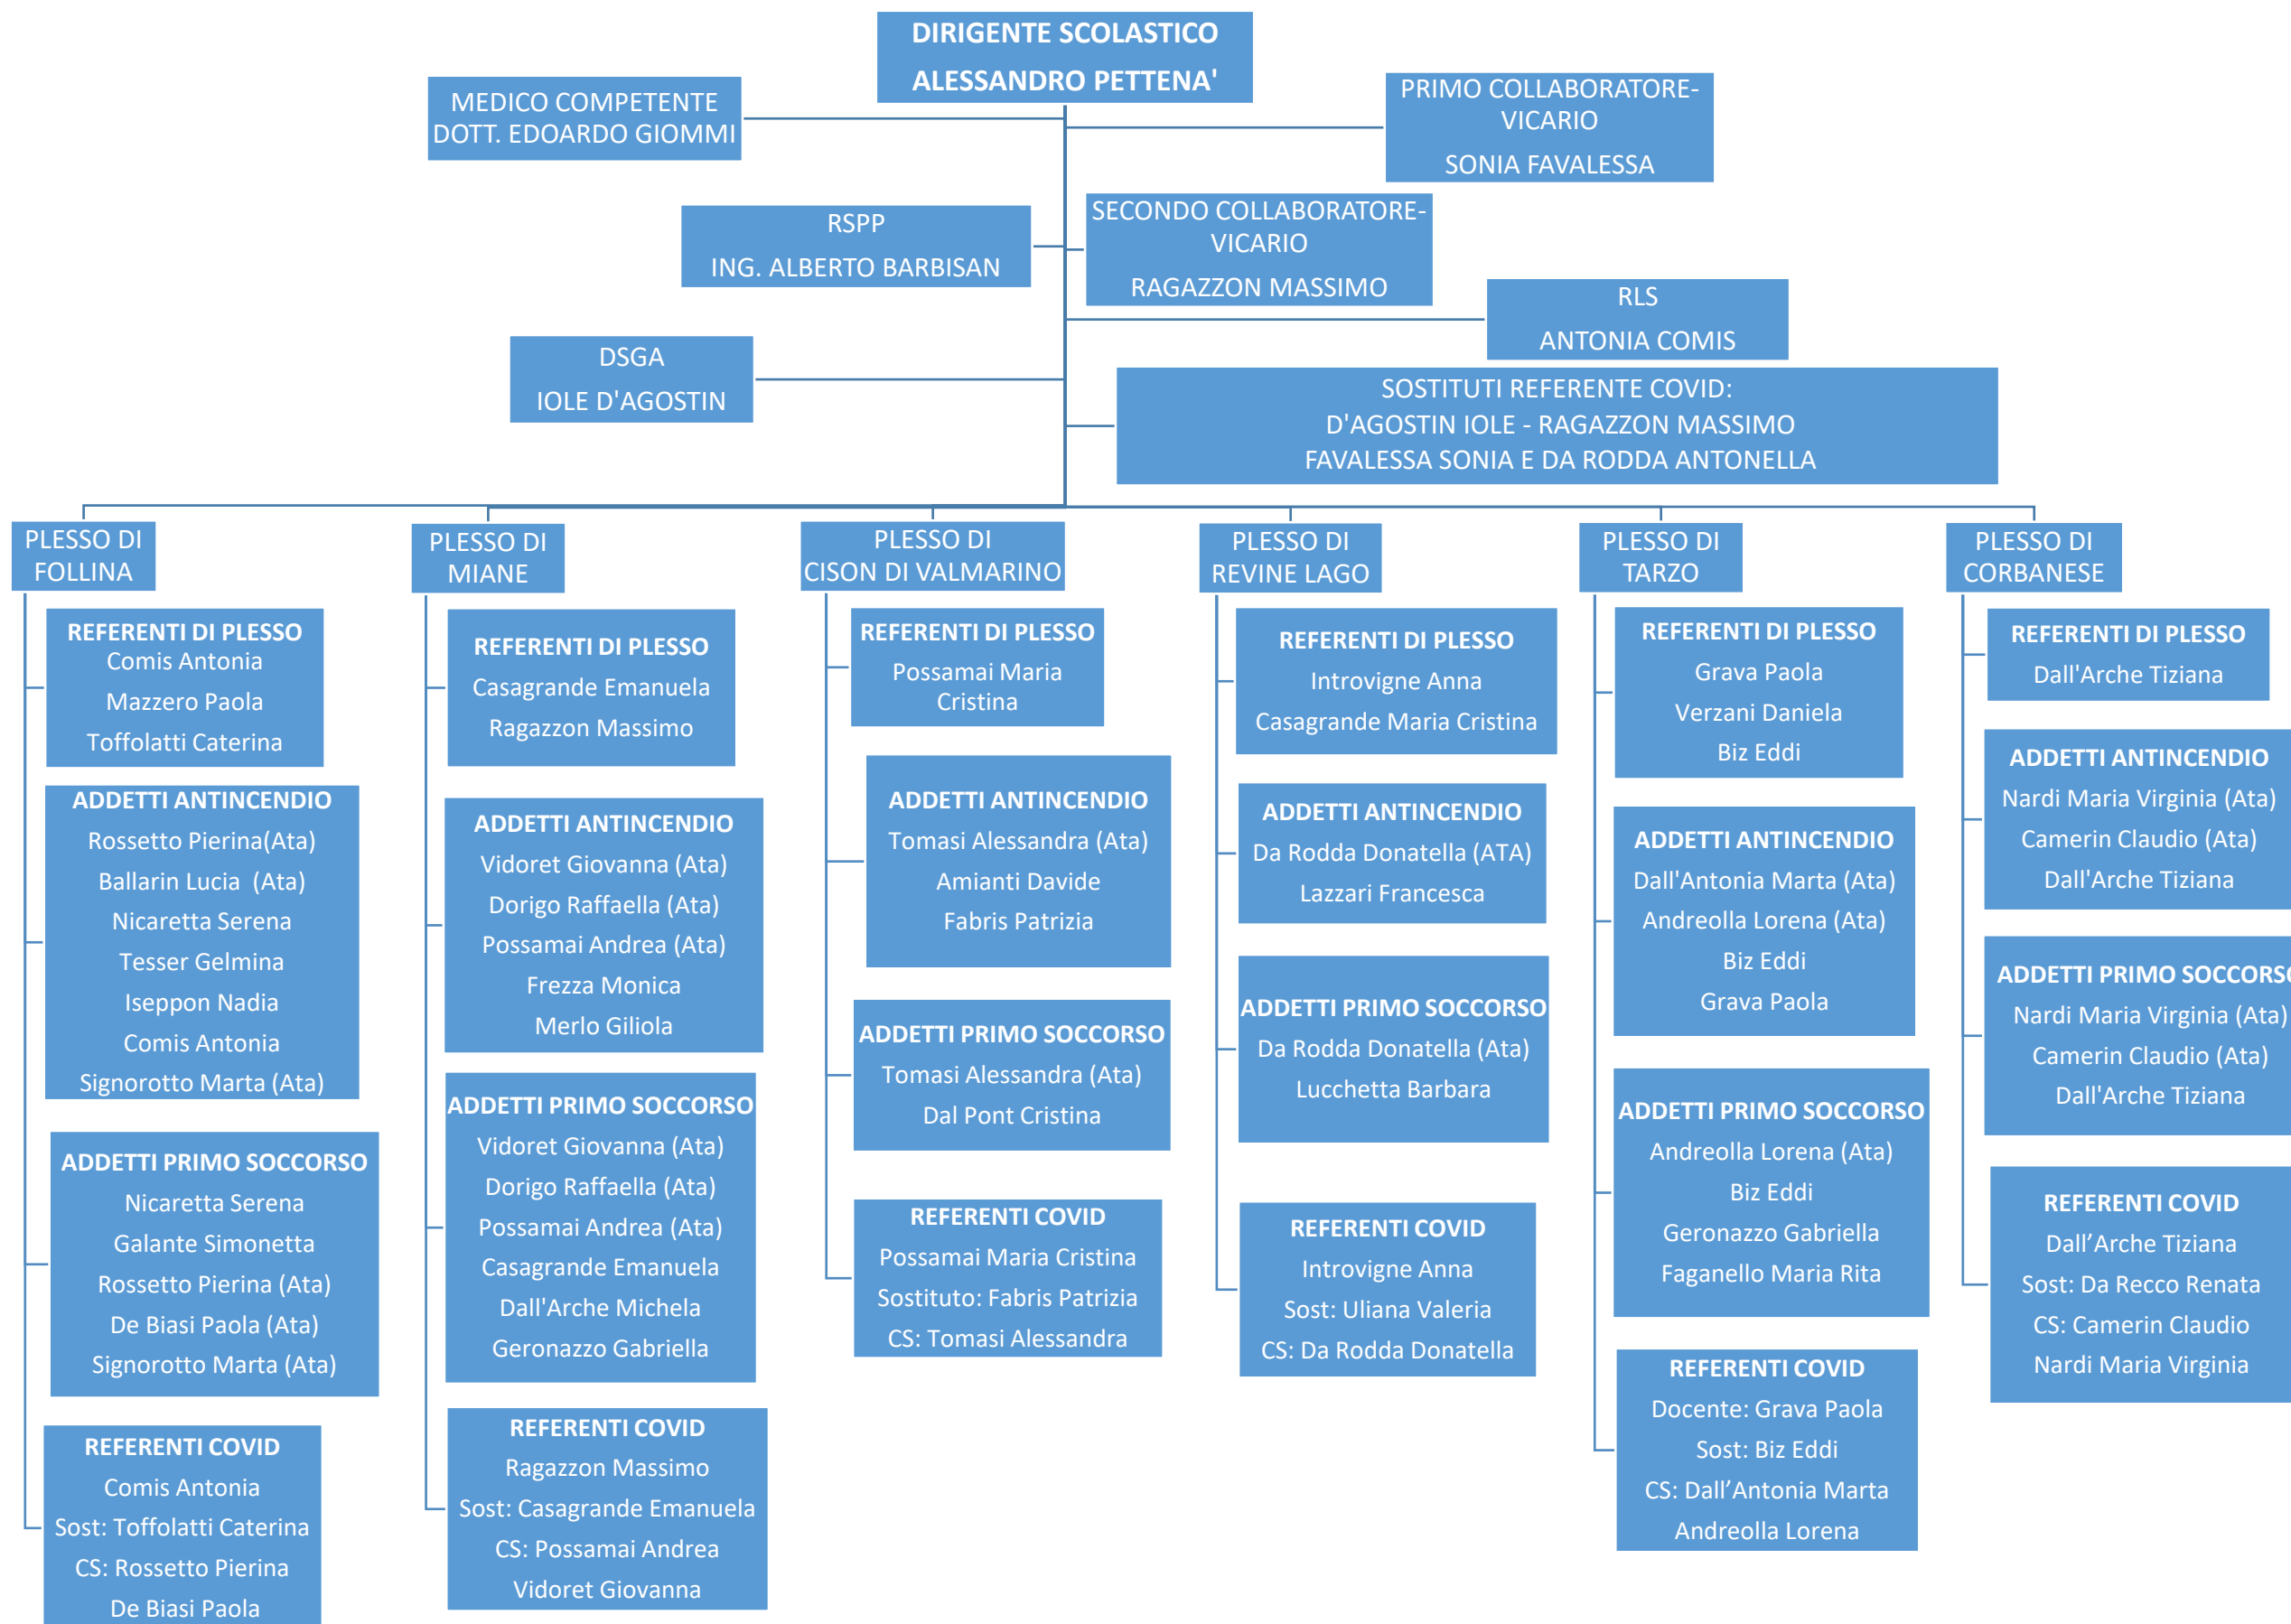 DIRIGENTE SCOLASTICO
ALESSANDRO PETTENA'
MEDICO COMPETENTE
DOTT. EDOARDO GIOMMI
PRIMO COLLABORATORE-
VICARIO
SONIA FAVALESSA
RSPP
ING. ALBERTO BARBISAN
SECONDO COLLABORATORE-
VICARIO
RAGAZZON MASSIMO
RLS
ANTONIA COMIS
DSGA
IOLE D'AGOSTIN
SOSTITUTI REFERENTE COVID:
D'AGOSTIN IOLE - RAGAZZON MASSIMO
FAVALESSA SONIA E DA RODDA ANTONELLA
PLESSO DI
FOLLINA
REFERENTI DI PLESSO
Comis Antonia
Mazzero Paola
Toffolatti Caterina
ADDETTI ANTINCENDIO
Rossetto Pierina(Ata)
Ballarin Lucia  (Ata)
Nicaretta Serena
Tesser Gelmina
Iseppon Nadia
Comis Antonia
Signorotto Marta (Ata)
ADDETTI PRIMO SOCCORSO
Nicaretta Serena
Galante Simonetta
Rossetto Pierina (Ata)
De Biasi Paola (Ata)
Signorotto Marta (Ata)
REFERENTI COVID
Comis Antonia
Sost: Toffolatti Caterina
CS: Rossetto Pierina
De Biasi Paola
PLESSO DI
MIANE
REFERENTI DI PLESSO
Casagrande Emanuela
Ragazzon Massimo
ADDETTI ANTINCENDIO
Vidoret Giovanna (Ata)
Dorigo Raffaella (Ata)
Possamai Andrea (Ata)
Frezza Monica
Merlo Giliola
ADDETTI PRIMO SOCCORSO
Vidoret Giovanna (Ata)
Dorigo Raffaella (Ata)
Possamai Andrea (Ata)
Casagrande Emanuela
Dall'Arche Michela
Geronazzo Gabriella
REFERENTI COVID
Ragazzon Massimo
Sost: Casagrande Emanuela
CS: Possamai Andrea
Vidoret Giovanna
PLESSO DI
CISON DI VALMARINO
REFERENTI DI PLESSO
Possamai Maria
Cristina
ADDETTI ANTINCENDIO
Tomasi Alessandra (Ata)
Amianti Davide
Fabris Patrizia
ADDETTI PRIMO SOCCORSO
Tomasi Alessandra (Ata)
Dal Pont Cristina
REFERENTI COVID
Possamai Maria Cristina
Sostituto: Fabris Patrizia
CS: Tomasi Alessandra
PLESSO DI
REVINE LAGO
REFERENTI DI PLESSO
Introvigne Anna
Casagrande Maria Cristina
ADDETTI ANTINCENDIO
Da Rodda Donatella (ATA)
Lazzari Francesca
ADDETTI PRIMO SOCCORSO
Da Rodda Donatella (Ata)
Lucchetta Barbara
REFERENTI COVID
Introvigne Anna
Sost: Uliana Valeria
CS: Da Rodda Donatella
PLESSO DI
TARZO
REFERENTI DI PLESSO
Grava Paola
Verzani Daniela
Biz Eddi
ADDETTI ANTINCENDIO
Dall'Antonia Marta (Ata)
Andreolla Lorena (Ata)
Biz Eddi
Grava Paola
ADDETTI PRIMO SOCCORSO
Andreolla Lorena (Ata)
Biz Eddi
Geronazzo Gabriella
Faganello Maria Rita
REFERENTI COVID
Docente: Grava Paola
Sost: Biz Eddi
CS: Dall’Antonia Marta
Andreolla Lorena
PLESSO DI
CORBANESE
REFERENTI DI PLESSO
Dall'Arche Tiziana
ADDETTI ANTINCENDIO
Nardi Maria Virginia (Ata)
Camerin Claudio (Ata)
Dall'Arche Tiziana
ADDETTI PRIMO SOCCORSO
Nardi Maria Virginia (Ata)
Camerin Claudio (Ata)
Dall'Arche Tiziana
REFERENTI COVID
Dall’Arche Tiziana
Sost: Da Recco Renata
CS: Camerin Claudio
Nardi Maria Virginia